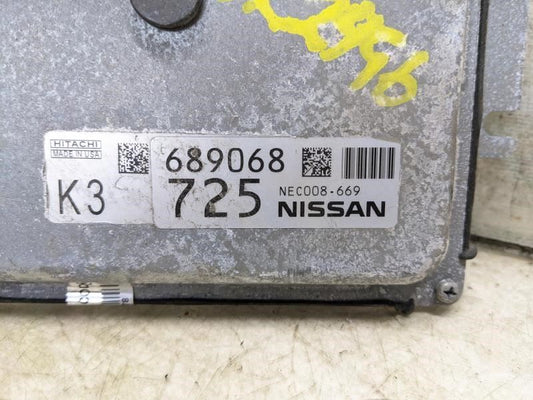 HITACHI
MADE IN USA
K3
689068
725
NEC008-669
NISSAN